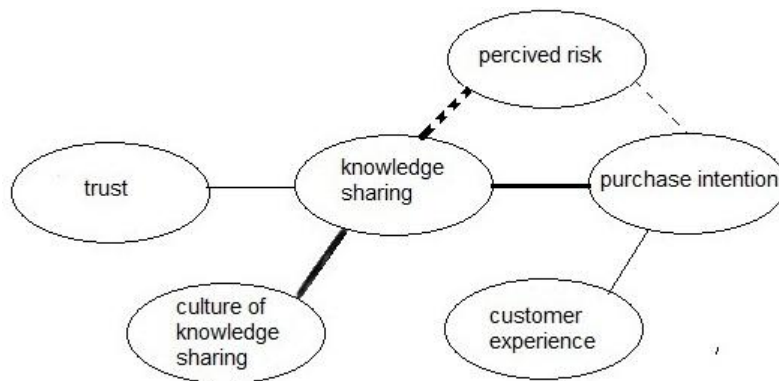 percived risk
knowledge
sharing
purchase intention
trust
culture of
knowledge
sharing
customer
experience